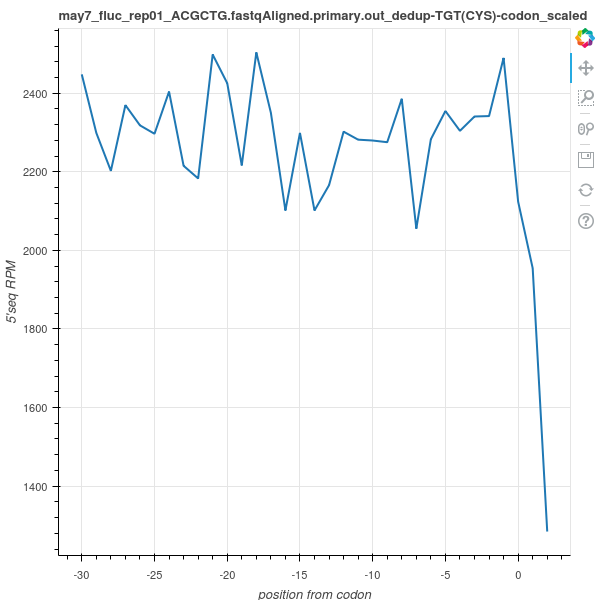 may7_fluc_rep01_ACGCTG.fastqAligned.primary.out_dedup-TGT(CYS)-codon_scaled
2400
2200
2000
1800
1600
1400
5'seq RPM
-30 -25 -20 -15 -10 -5 0
position from codon